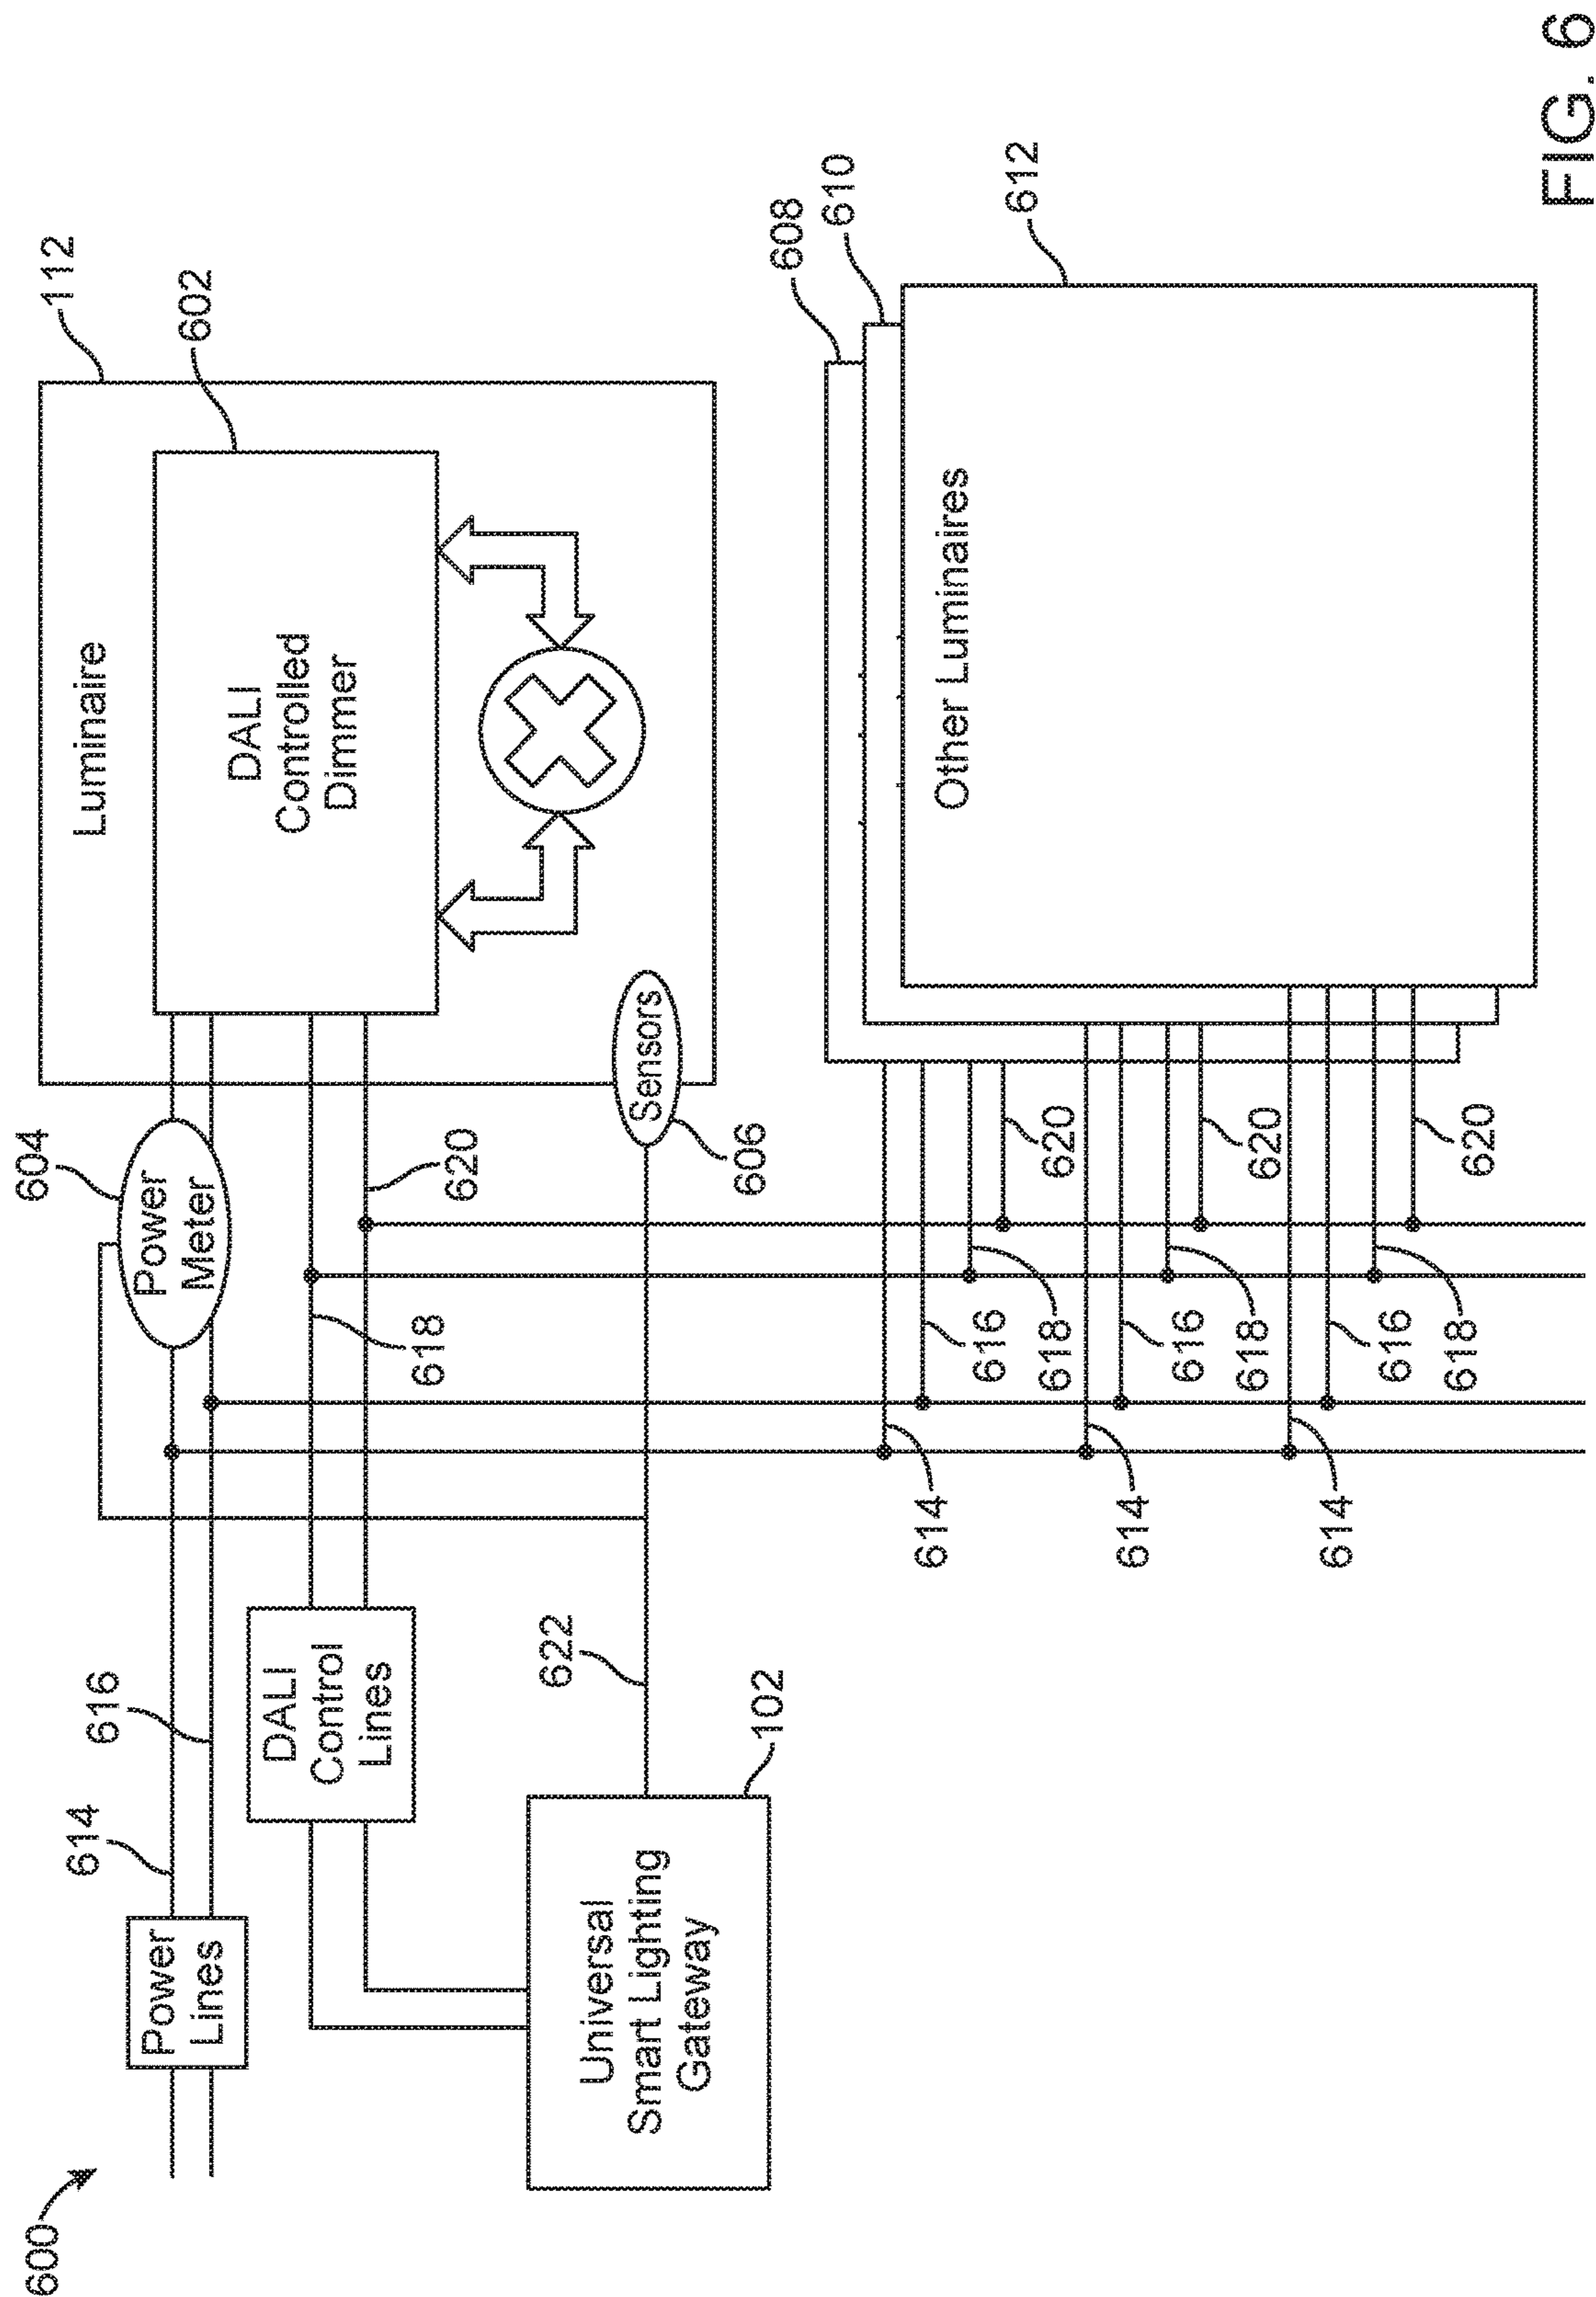 600
Power
Lines
614
616
DALI
Control
Lines
Universal
Smart Lighting
Gateway
102
622
604
Power
Meter
618
620
Sensors
606
Luminaire
112
DALI
Controlled
Dimmer
602
614
616
618
620
614
616
618
620
614
616
618
620
Other Luminaires
608
610
612
FIG. 6